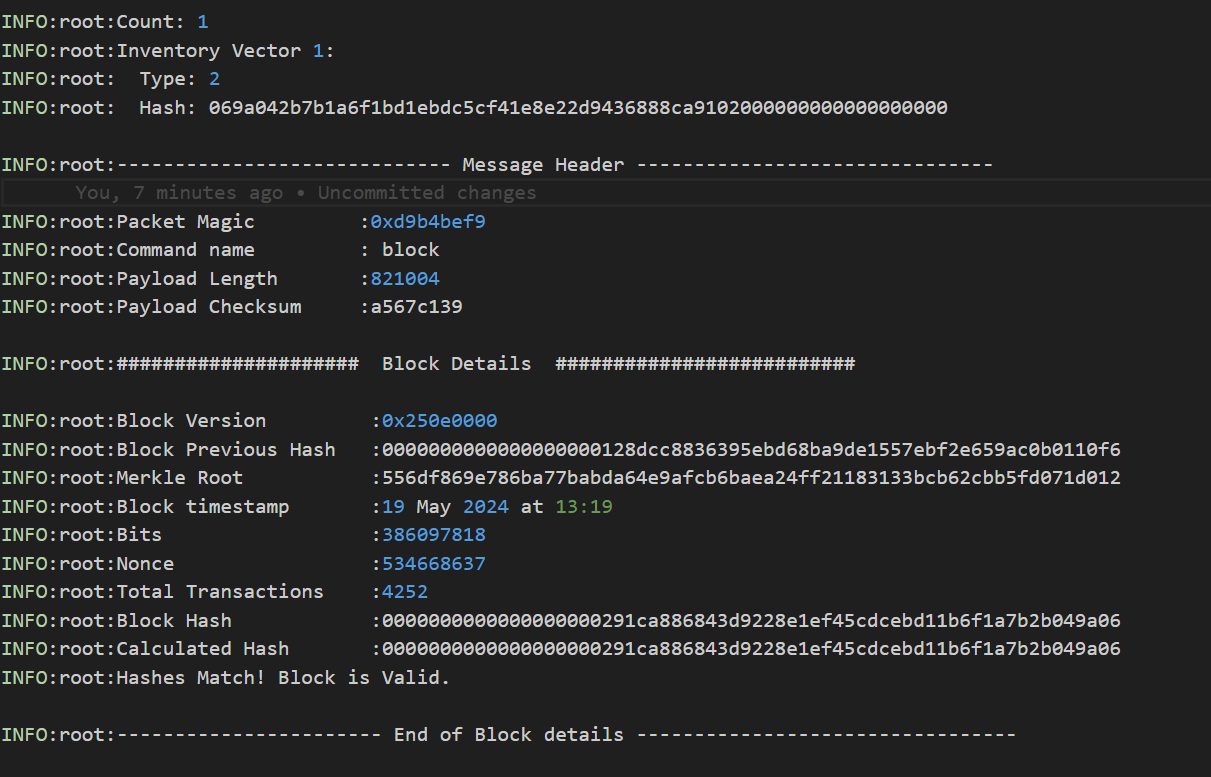 INFO:root:Count: 1
INFO:root:Inventory Vector 1:
INFO:root:  Type: 2
INFO:root:  Hash: 069a042b7b1a6f1bd1ebdc5cf41e8e22d9436888ca9102000000000000000000
INFO:root:----------------------------- Message Header -------------------------------
You, 7 minutes ago • Uncommitted changes
INFO:root:Packet Magic         :0xd9b4bef9
INFO:root:Command name         : block
INFO:root:Payload Length       :821004
INFO:root:Payload Checksum     :a567c139
INFO:root:#####################  Block Details  ##########################
INFO:root:Block Version         :0x250e0000
INFO:root:Block Previous Hash   :0000000000000000000128dcc8836395ebd68ba9de1557ebf2e659ac0b0110f6
INFO:root:Merkle Root           :556df869e786ba77babda64e9afcb6baea24ff21183133bcb62cbb5fd071d012
INFO:root:Block timestamp       :19 May 2024 at 13:19
INFO:root:Bits                  :386097818
INFO:root:Nonce                 :534668637
INFO:root:Total Transactions    :4252
INFO:root:Block Hash            :0000000000000000000291ca886843d9228e1ef45cdcebd11b6f1a7b2b049a06
INFO:root:Calculated Hash       :0000000000000000000291ca886843d9228e1ef45cdcebd11b6f1a7b2b049a06
INFO:root:Hashes Match! Block is Valid.
INFO:root:----------------------- End of Block details ---------------------------------